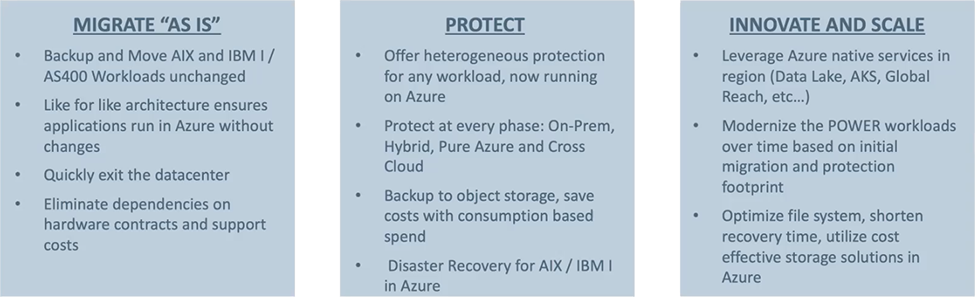 MIGRATE “AS IS”
• Backup and Move AIX and IBM I /
AS400 Workloads unchanged
• Like for like architecture ensures
applications run in Azure without
changes
• Quickly exit the datacenter
• Eliminate dependencies on
hardware contracts and support
costs
PROTECT
• Offer heterogeneous protection
for any workload, now running
on Azure
• Protect at every phase: On-Prem,
Hybrid, Pure Azure and Cross
Cloud
• Backup to object storage, save
costs with consumption based
spend
• Disaster Recovery for AIX / IBM I
in Azure
INNOVATE AND SCALE
• Leverage Azure native services in
region (Data Lake, AKS, Global
Reach, etc…)
• Modernize the POWER workloads
over time based on initial
migration and protection
footprint
• Optimize file system, shorten
recovery time, utilize cost
effective storage solutions in
Azure